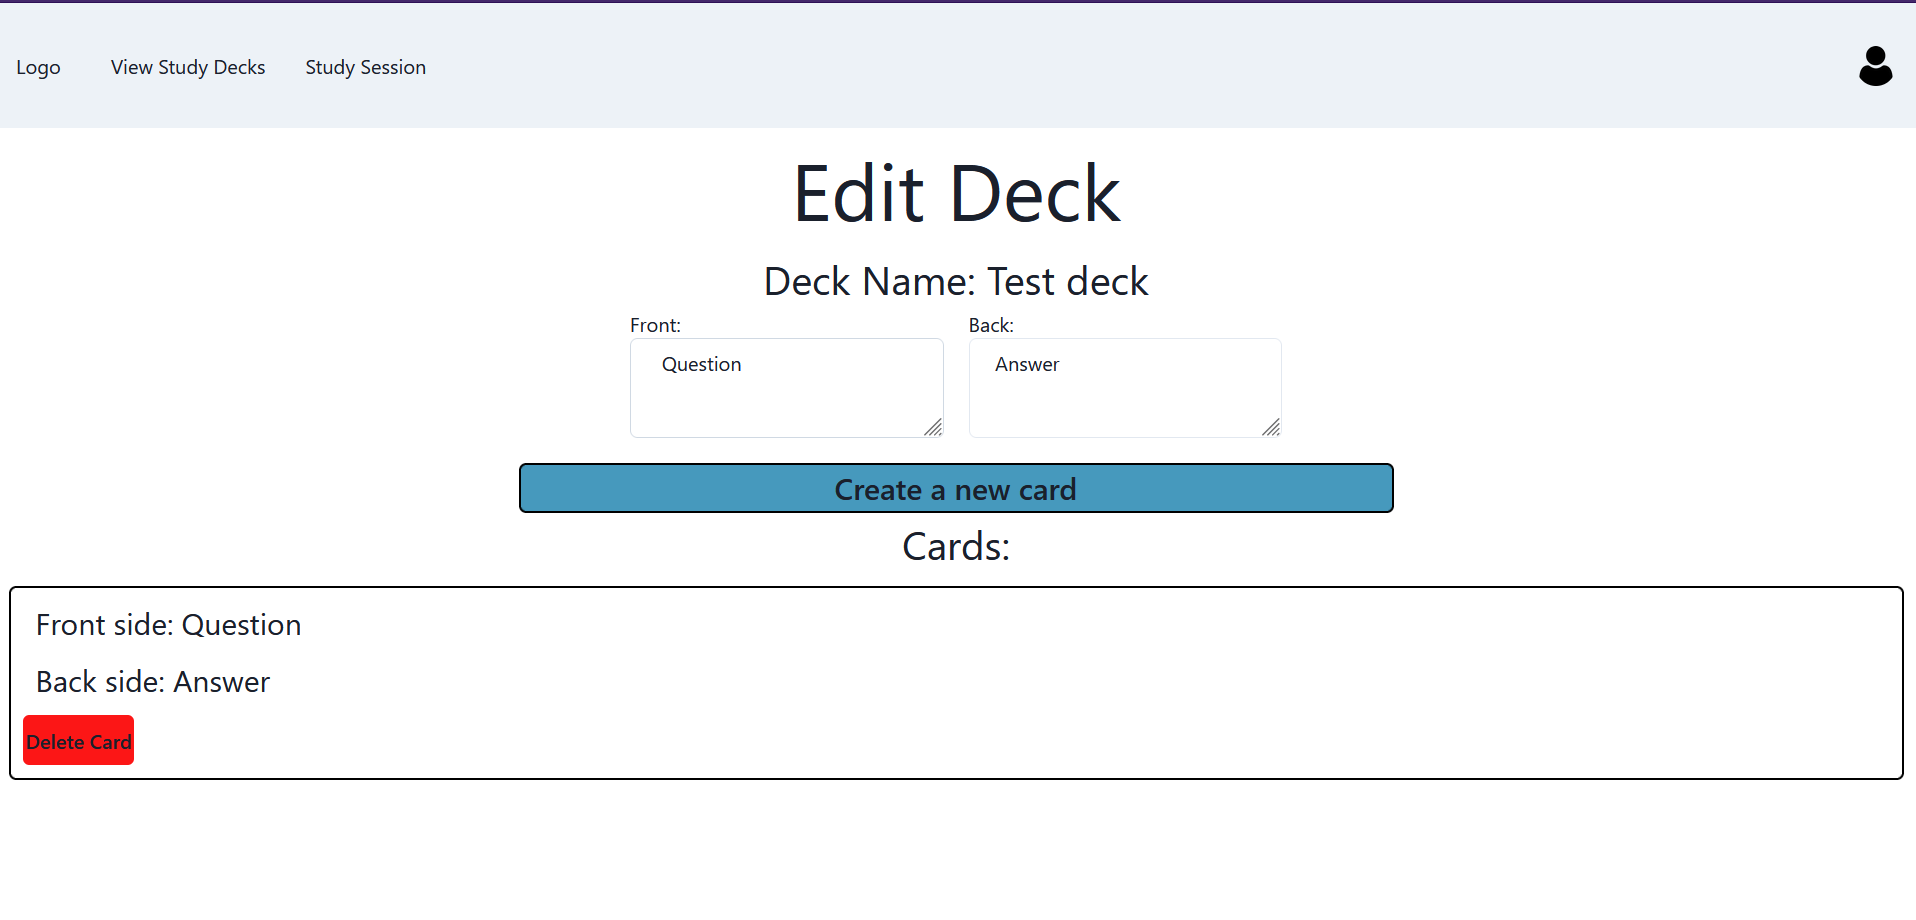 Logo View Study Decks Study Session
Edit Deck
Deck Name: Test deck
Front: Back:
Question Answer
Create a new card
Cards:
Front side: Question
Back side: Answer
Delete Card